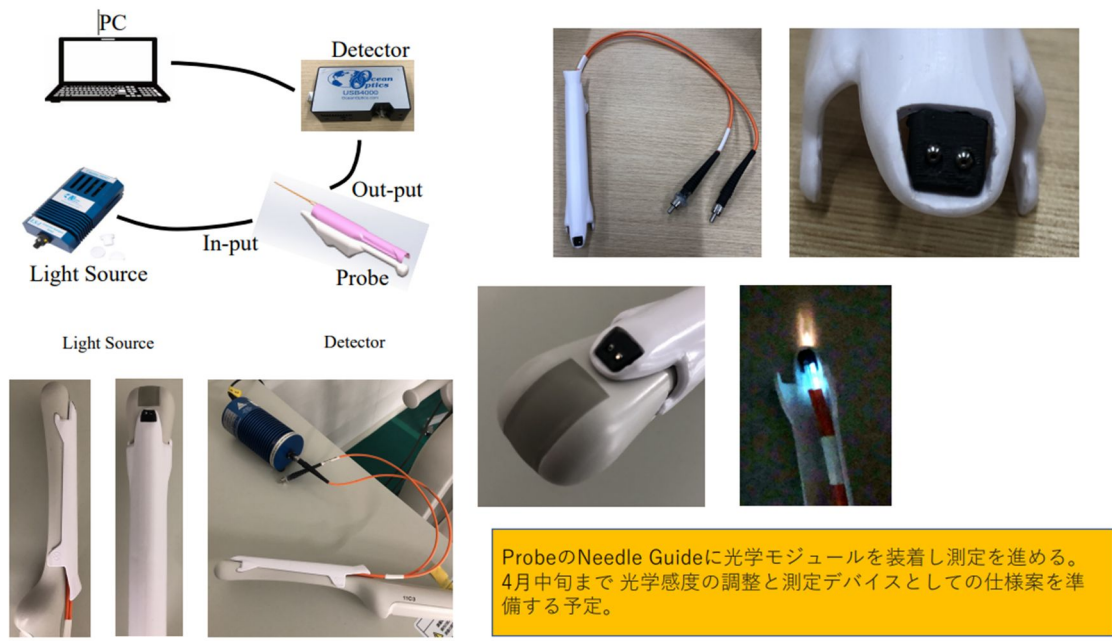 PC
Detector
Ocean
Optics
USB4000
Out-put
In-put
Light Source
Probe
Light Source
Detector
11C3
ProbeのNeedle Guideに光学モジュールを装着し測定を進める。
4月中旬まで 光学感度の調整と測定デバイスとしての仕様案を準
備する予定。